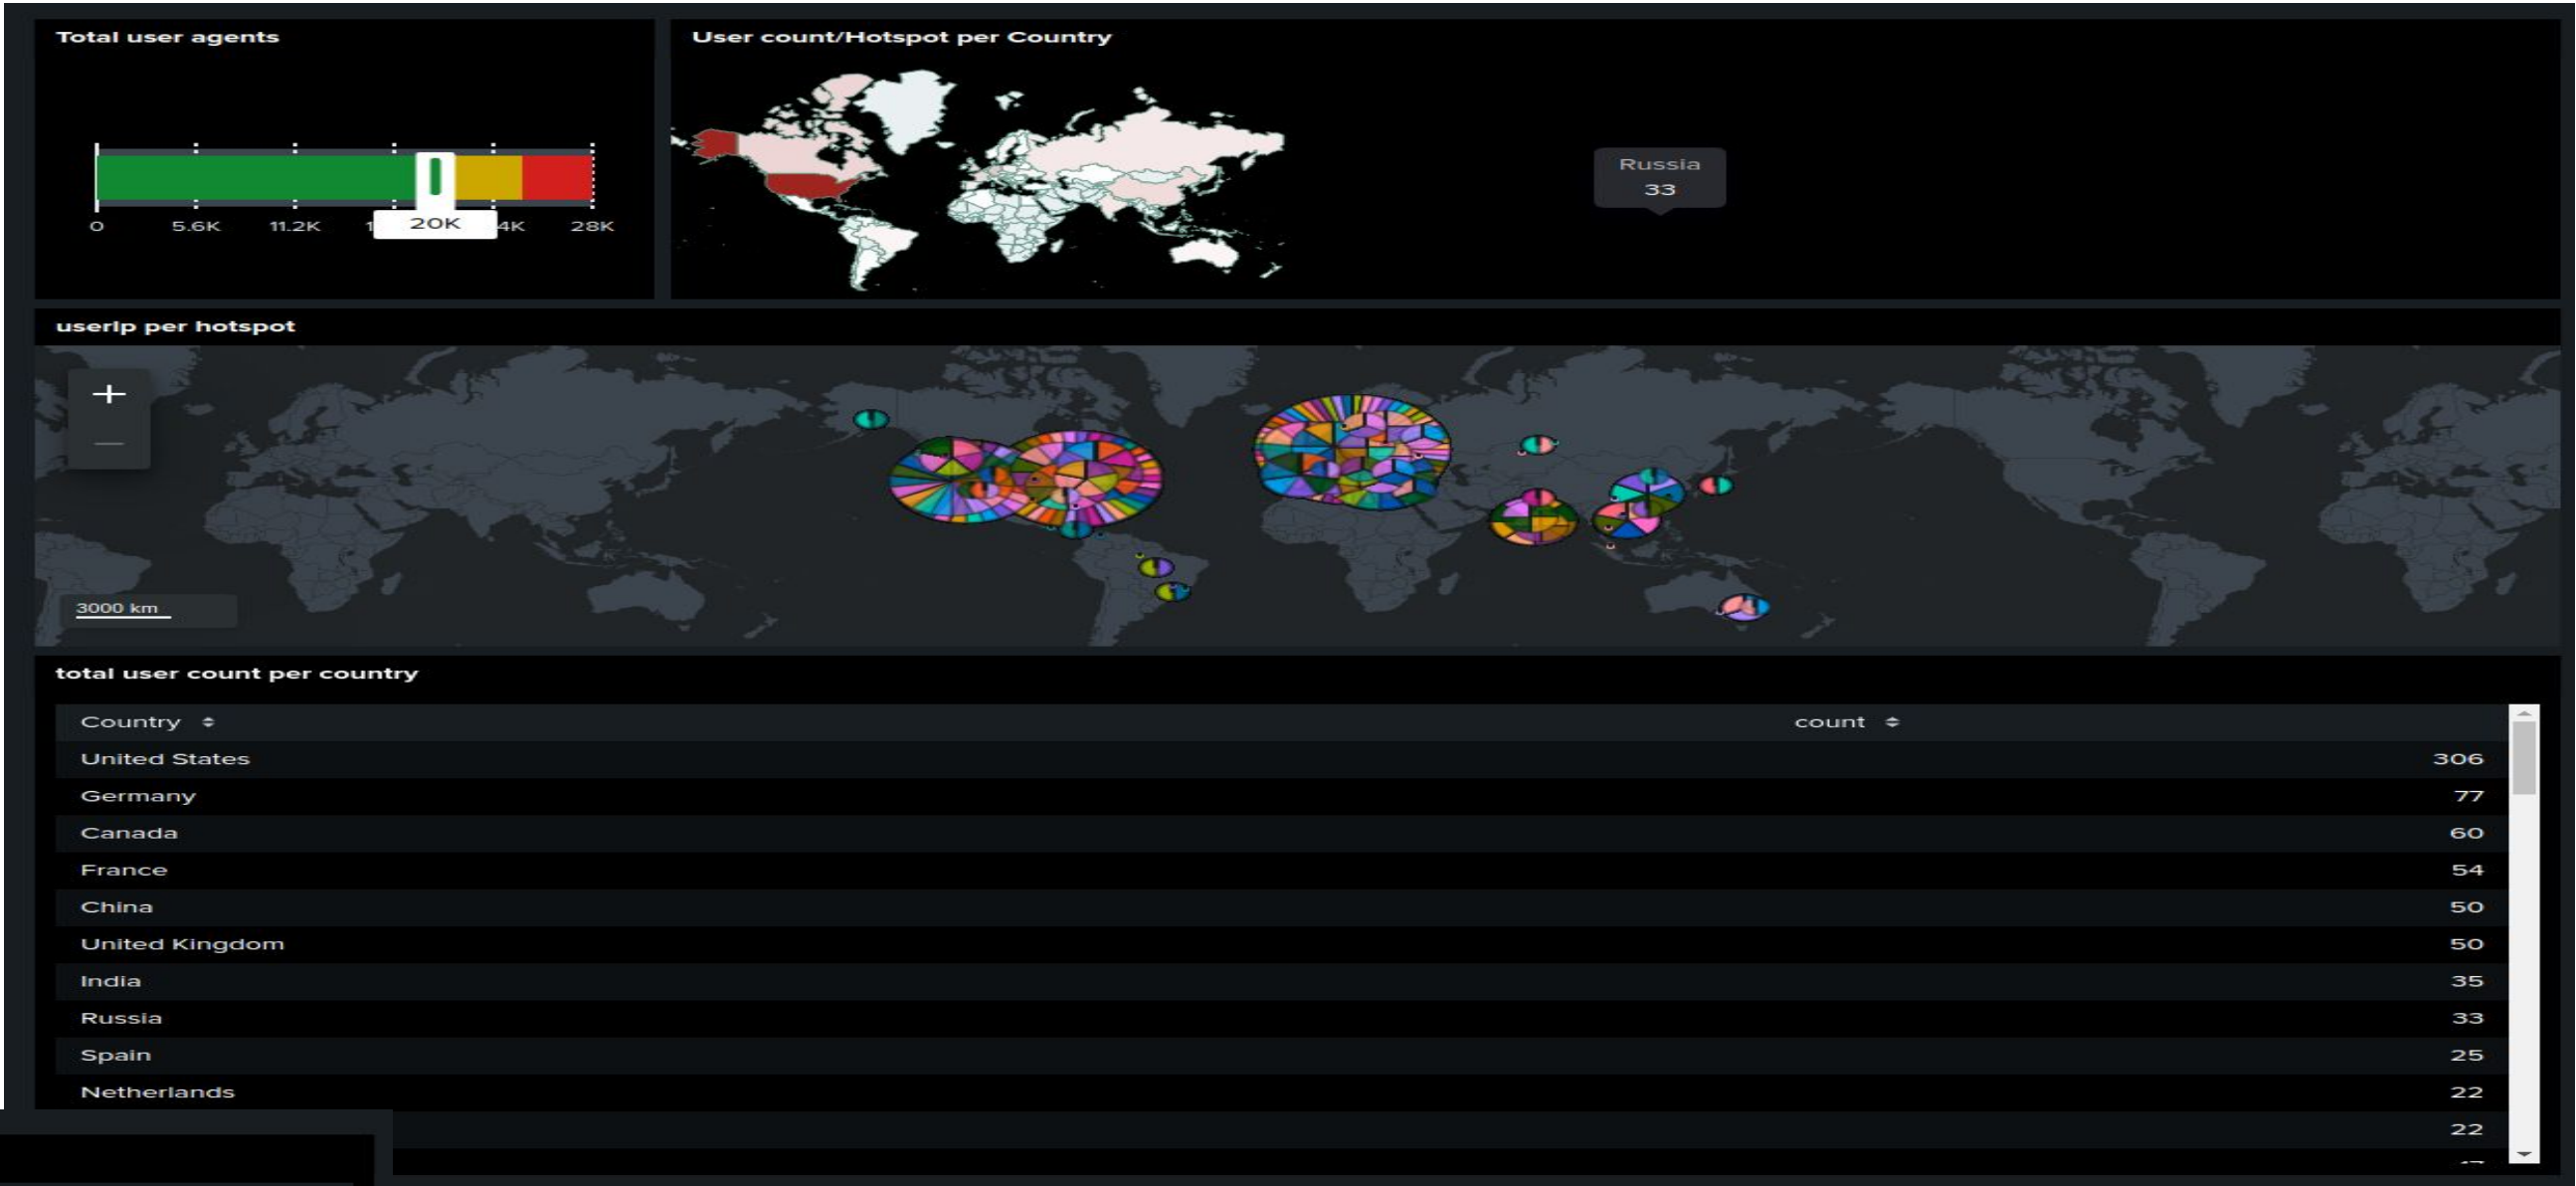 Total user agents
0 5.6K 11.2K 20K 28K
User count/Hotspot per Country
Russia
33
userip per hotspot
+
3000 km
total user count per country
Country count
United States 306
Germany 77
Canada 60
France 54
China 50
United Kingdom 50
India 35
Russia 33
Spain 25
Netherlands 22
22